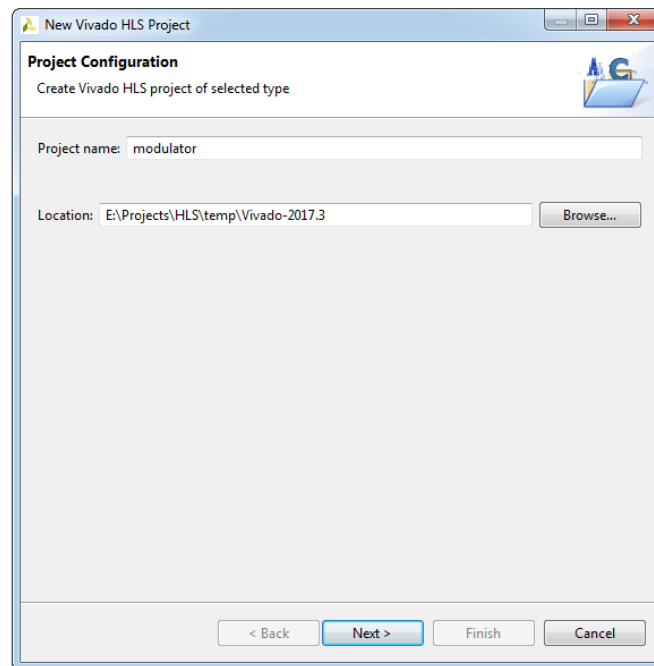 New Vivado HLS Project
Project Configuration
Create Vivado HLS project of selected type
Project name: modulator
Location: E:\Projects\HLS\temp\Vivado-2017.3 Browse...
< Back Next > Finish Cancel